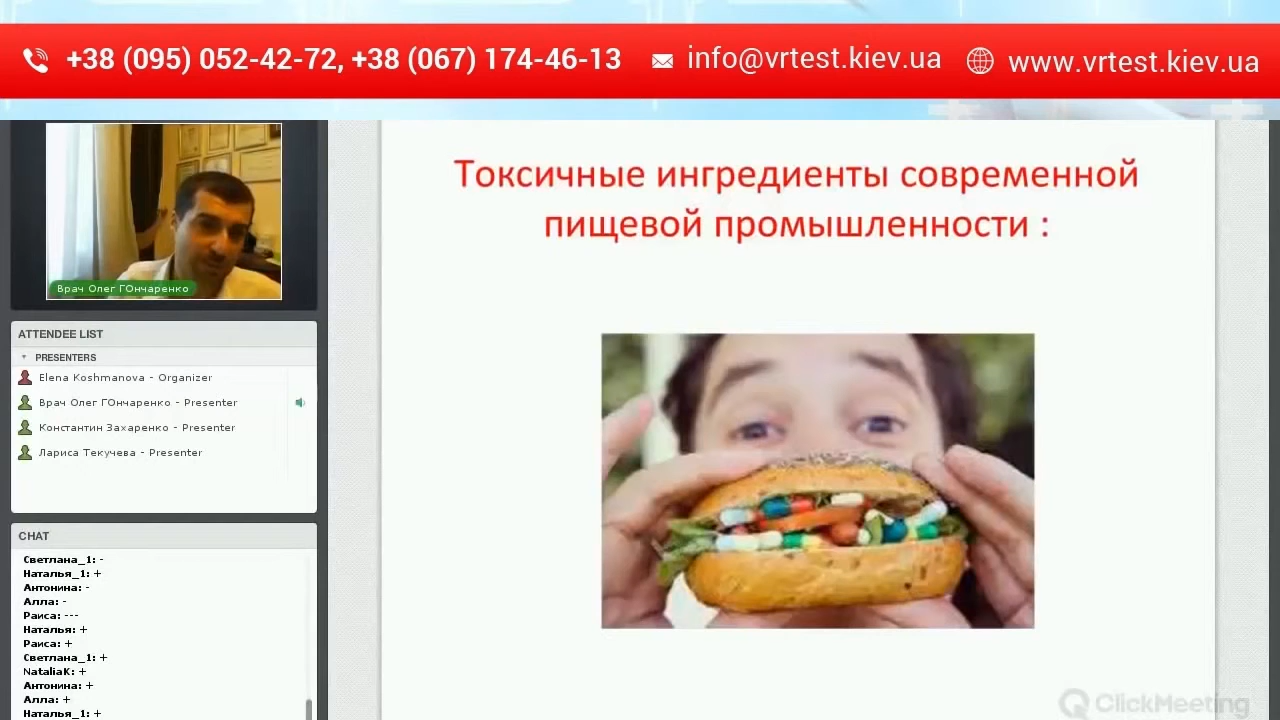 +38 (095) 052-42-72, +38 (067) 174-46-13 info@vrtest.kiev.ua www.vrtest.kiev.ua
Врач Олег ГОнчаренко
ATTENDEE LIST
PRESENTERS
Elena Koshmanova - Organizer
Врач Олег ГОнчаренко - Presenter
Константин Захаренко - Presenter
Лариса Текучева - Presenter
CHAT
Светлана_1: -
Наталья_1: +
Антонина: -
Алла: -
Раиса: ---
Наталья: +
Раиса: +
Светлана_1: +
NataliaK: +
Антонина: +
Алла: +
Наталья_1: +
Токсичные ингредиенты современной
пищевой промышленности :
ClickMeeting